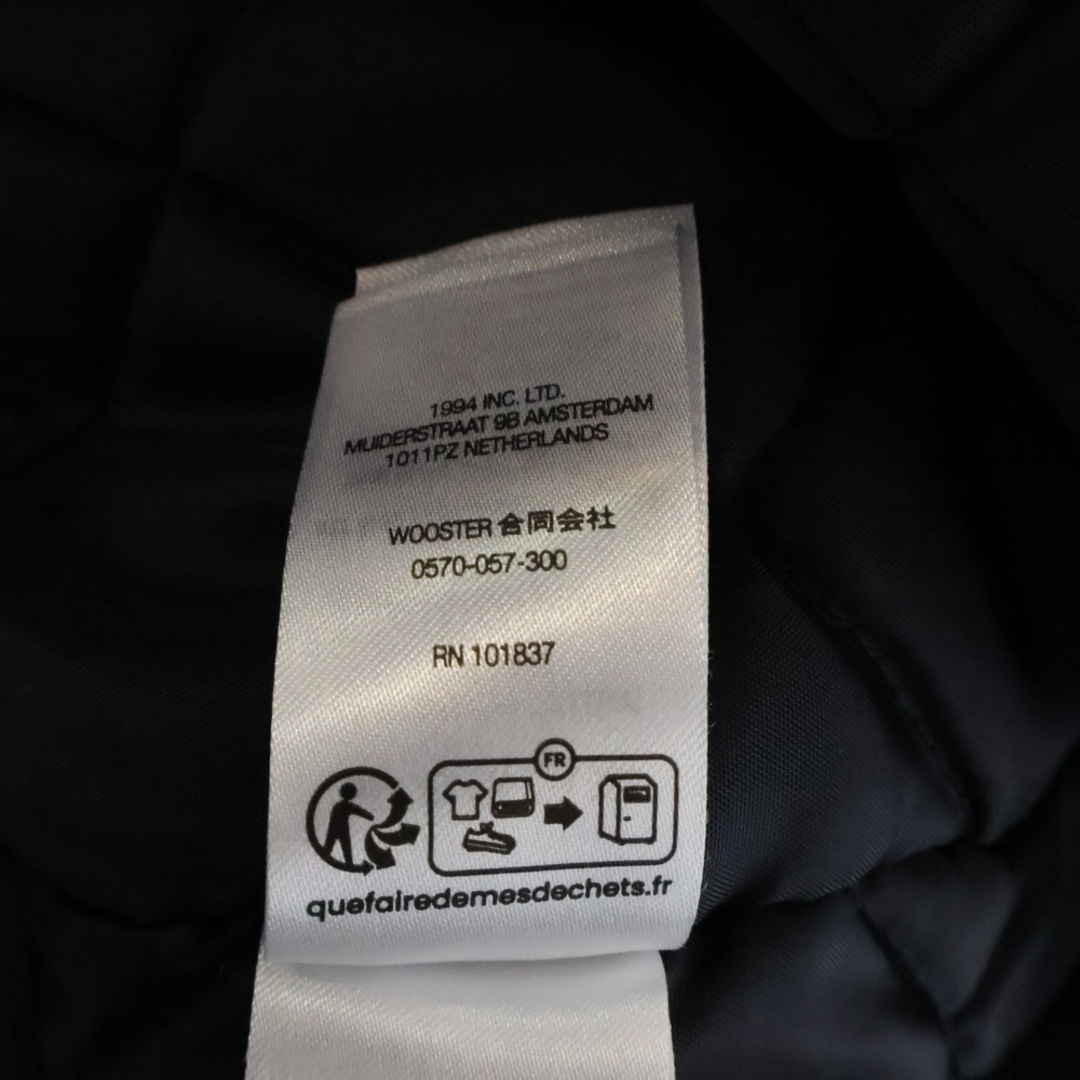 1994 INC. LTD.
MUIDERSTRAAT 9B AMSTERDAM
1011PZ NETHERLANDS
WOOSTER 合同会社
0570-057-300
RN 101837
FR
quefairedemesdechets.fr